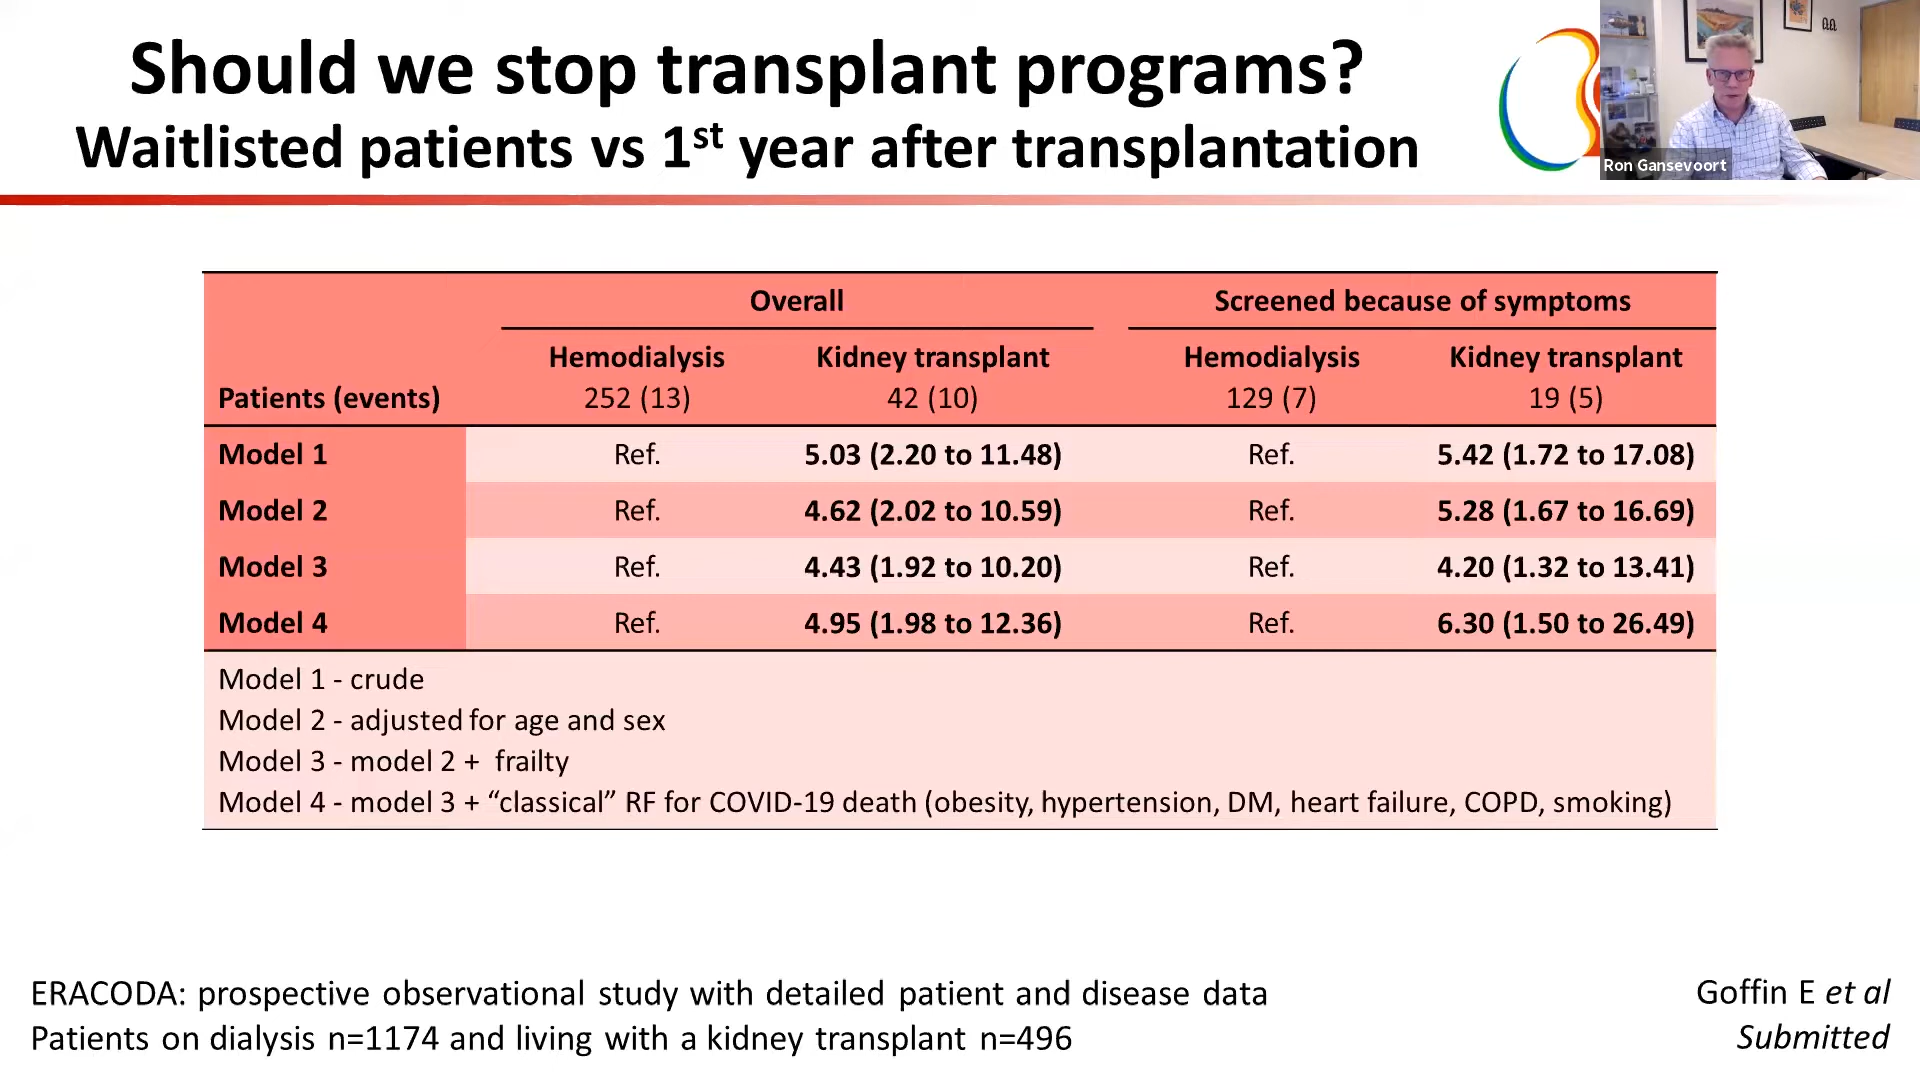 Should we stop transplant programs?
Waitlisted patients vs 1st year after transplantation
Ron Gansevoort
Overall Screened because of symptoms
Hemodialysis Kidney transplant Hemodialysis Kidney transplant
Patients (events) 252 (13) 42 (10) 129 (7) 19 (5)
Model 1 Ref. 5.03 (2.20 to 11.48) Ref. 5.42 (1.72 to 17.08)
Model 2 Ref. 4.62 (2.02 to 10.59) Ref. 5.28 (1.67 to 16.69)
Model 3 Ref. 4.43 (1.92 to 10.20) Ref. 4.20 (1.32 to 13.41)
Model 4 Ref. 4.95 (1.98 to 12.36) Ref. 6.30 (1.50 to 26.49)
Model 1 - crude
Model 2 - adjusted for age and sex
Model 3 - model 2 + frailty
Model 4 - model 3 + “classical” RF for COVID-19 death (obesity, hypertension, DM, heart failure, COPD, smoking)
ERACODA: prospective observational study with detailed patient and disease data
Patients on dialysis n=1174 and living with a kidney transplant n=496
Goffin E et al
Submitted